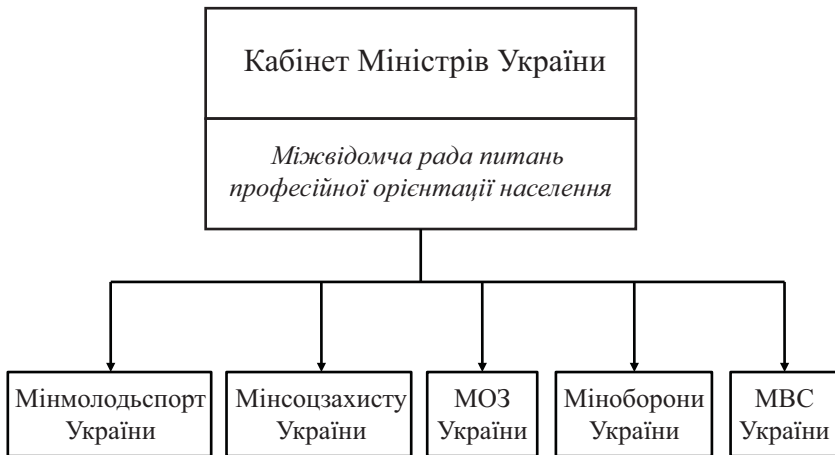 Кабінет Міністрів України
Міжвідомча рада питань
професійної орієнтації населення
Мінмолодьспорт
України
Мінсоцзахисту
України
МОЗ
України
Міноборони
України
МВС
України